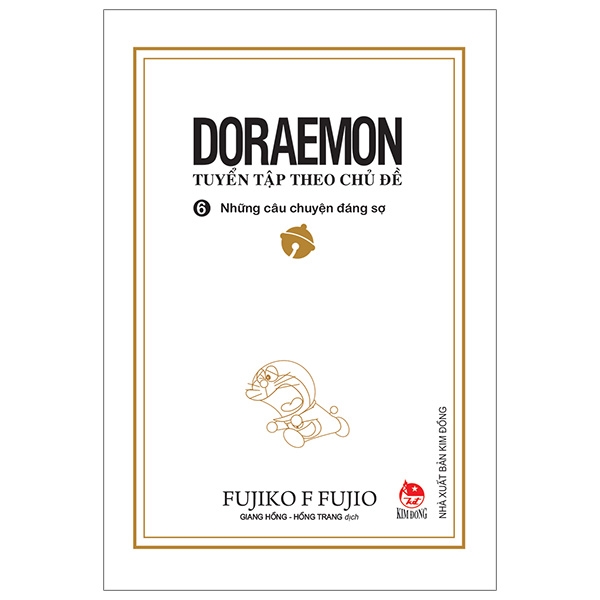 DORAEMON
TUYỂN TẬP THEO CHỦ ĐỀ
6 Những câu chuyện đáng sợ
FUJIKO F FUJIO
GIANG HỒNG - HỒNG TRANG dịch
KIM ĐỒNG
NHÀ XUẤT BẢN KIM ĐỒNG